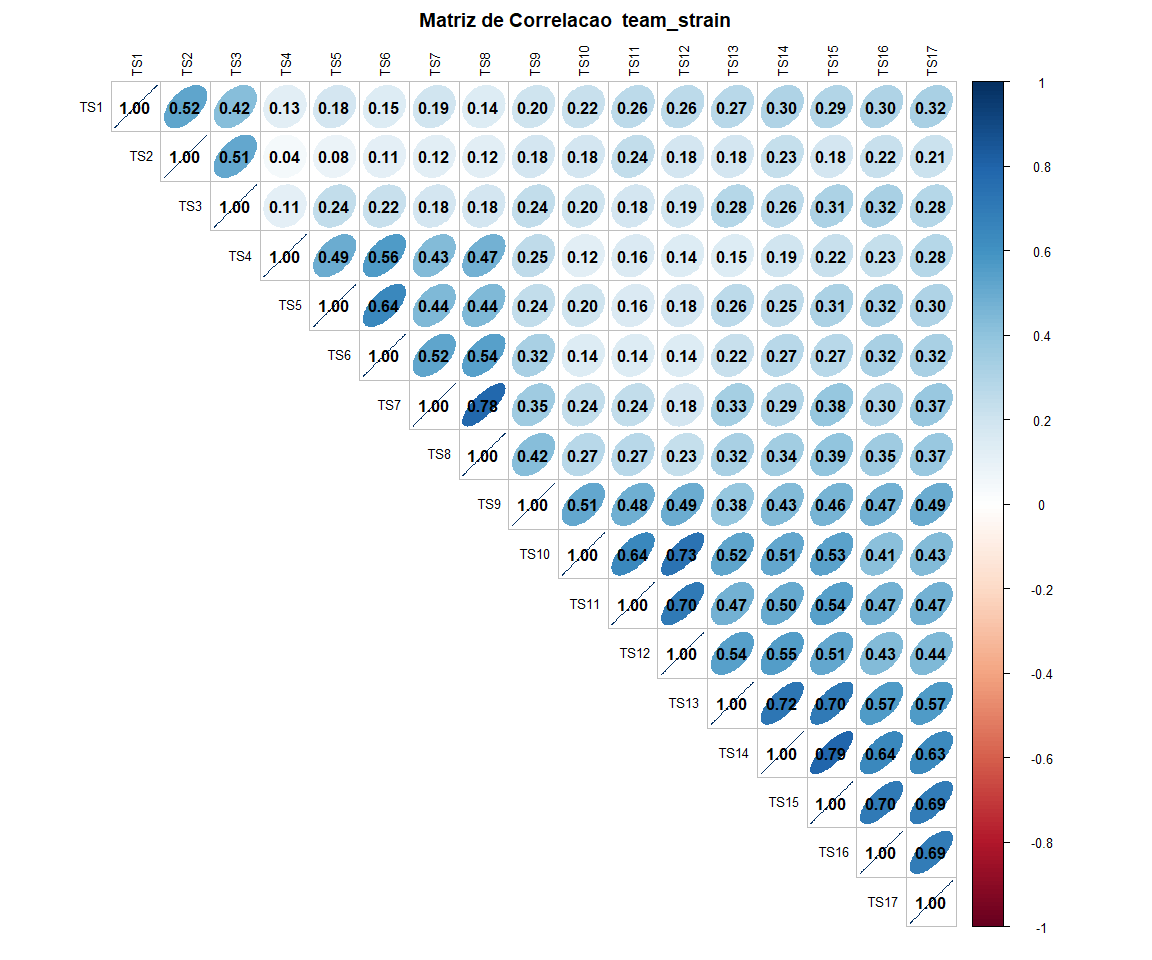 Matriz de Correlacao team_strain
TS1 TS2 TS3 TS4 TS5 TS6 TS7 TS8 TS9 TS10 TS11 TS12 TS13 TS14 TS15 TS16 TS17
TS1 1.00 0.52 0.42 0.13 0.18 0.15 0.19 0.14 0.20 0.22 0.26 0.26 0.27 0.30 0.29 0.30 0.32
TS2 1.00 0.51 0.04 0.08 0.11 0.12 0.12 0.18 0.18 0.24 0.18 0.18 0.23 0.18 0.22 0.21
TS3 1.00 0.11 0.24 0.22 0.18 0.18 0.24 0.20 0.18 0.19 0.28 0.26 0.31 0.32 0.28
TS4 1.00 0.49 0.56 0.43 0.47 0.25 0.12 0.16 0.14 0.15 0.19 0.22 0.23 0.28
TS5 1.00 0.64 0.44 0.44 0.24 0.20 0.16 0.18 0.26 0.25 0.31 0.32 0.30
TS6 1.00 0.52 0.54 0.32 0.14 0.14 0.14 0.22 0.27 0.27 0.32 0.32
TS7 1.00 0.78 0.35 0.24 0.24 0.18 0.33 0.29 0.38 0.30 0.37
TS8 1.00 0.42 0.27 0.27 0.23 0.32 0.34 0.39 0.35 0.37
TS9 1.00 0.51 0.48 0.49 0.38 0.43 0.46 0.47 0.49
TS10 1.00 0.64 0.73 0.52 0.51 0.53 0.41 0.43
TS11 1.00 0.70 0.47 0.50 0.54 0.47 0.47
TS12 1.00 0.54 0.55 0.51 0.43 0.44
TS13 1.00 0.72 0.70 0.57 0.57
TS14 1.00 0.79 0.64 0.63
TS15 1.00 0.70 0.69
TS16 1.00 0.69
TS17 1.00
1
0.8
0.6
0.4
0.2
0
-0.2
-0.4
-0.6
-0.8
-1